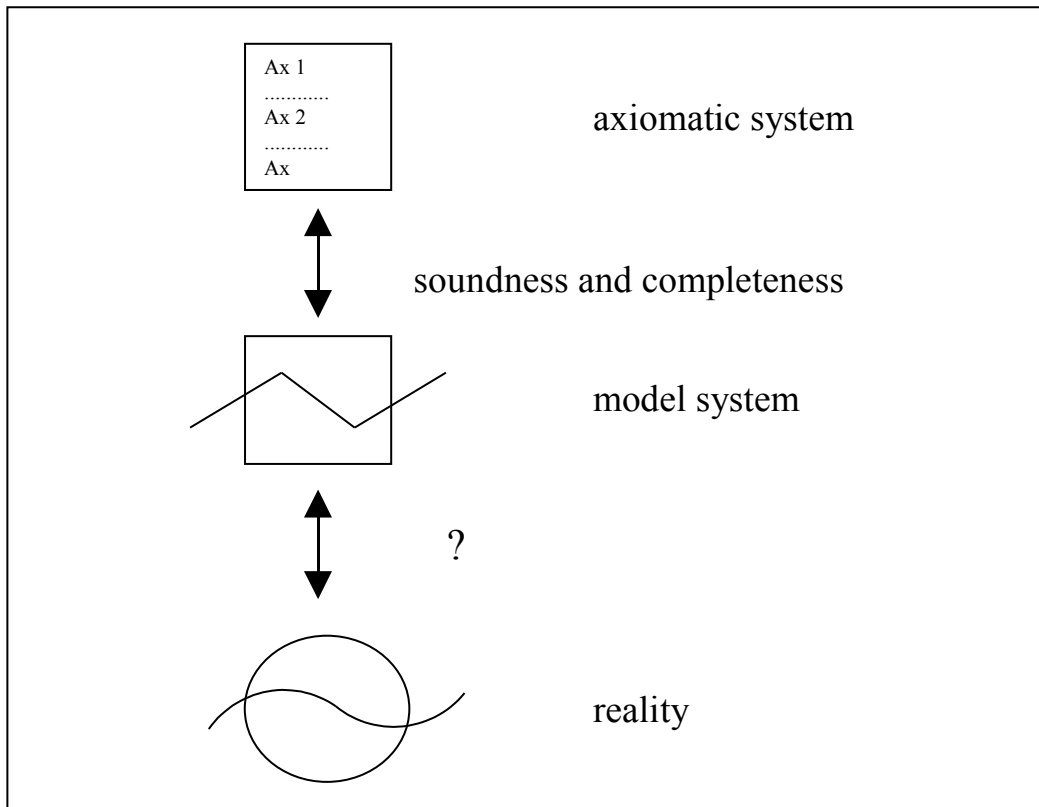 Ax 1
............
Ax 2
............
Ax
axiomatic system
soundness and completeness
model system
?
reality